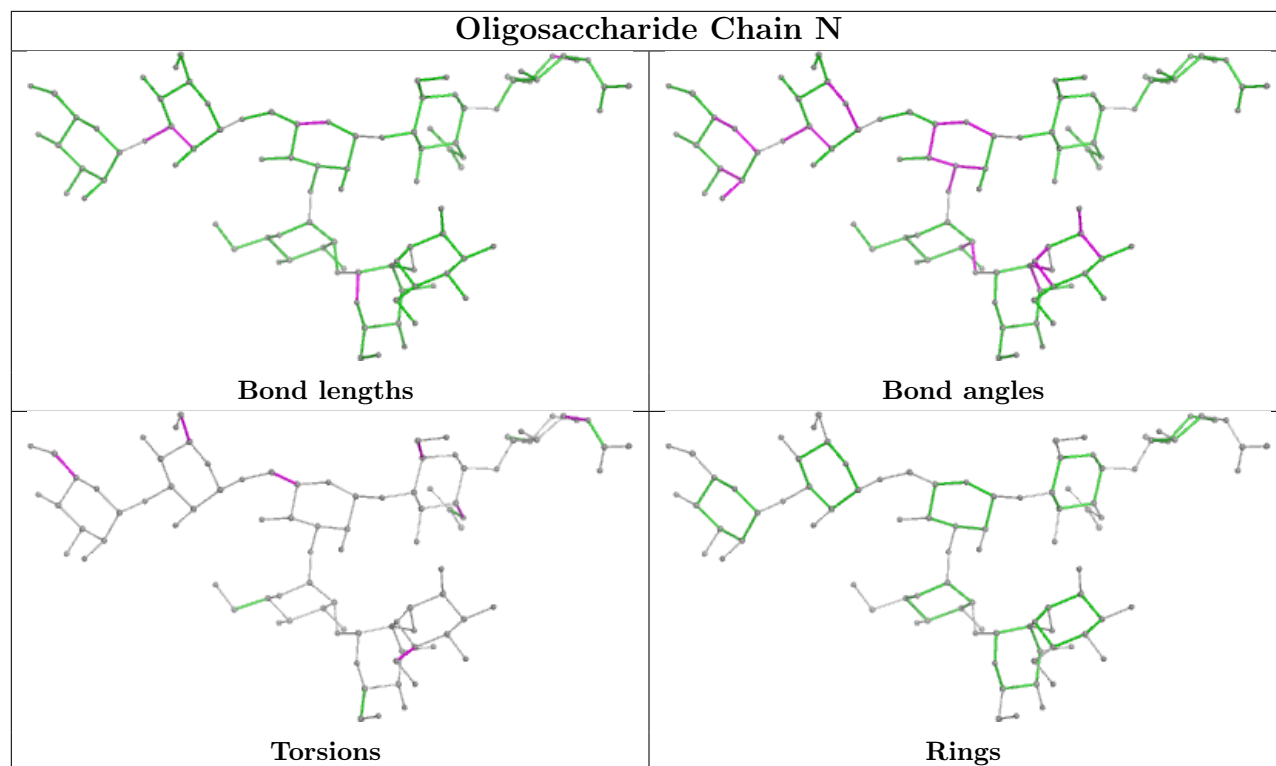 Oligosaccharide Chain N
Bond lengths
Bond angles
Torsions
Rings